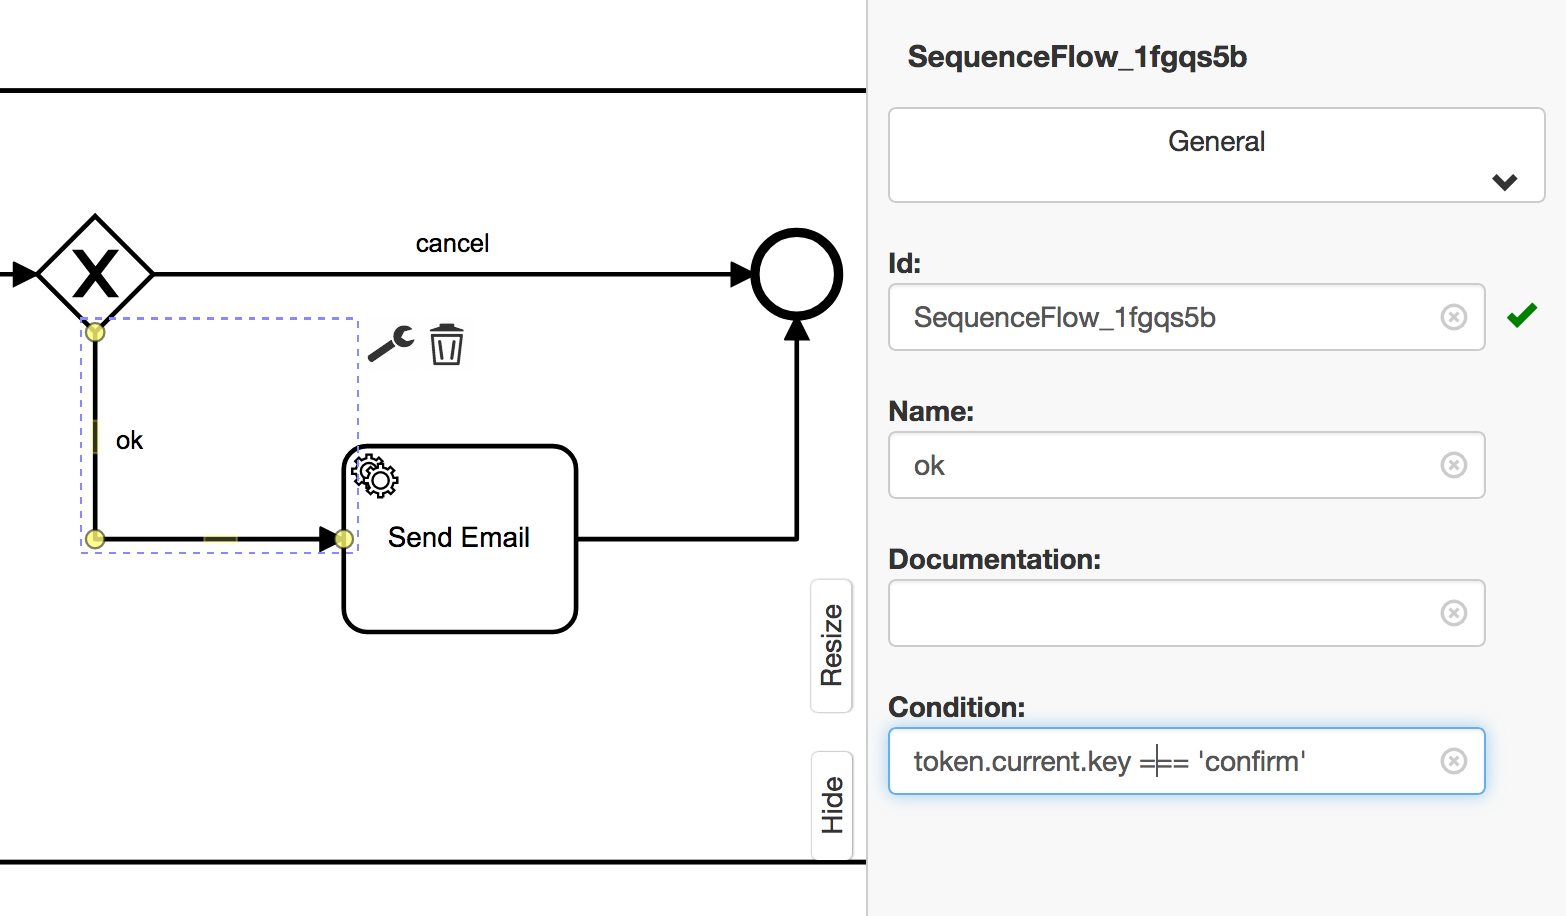 cancel
ok
Send Email
Resize
Hide
SequenceFlow_1fgqs5b
General
Id:
SequenceFlow_1fgqs5b
Name:
ok
Documentation:
Condition:
token.current.key === 'confirm'